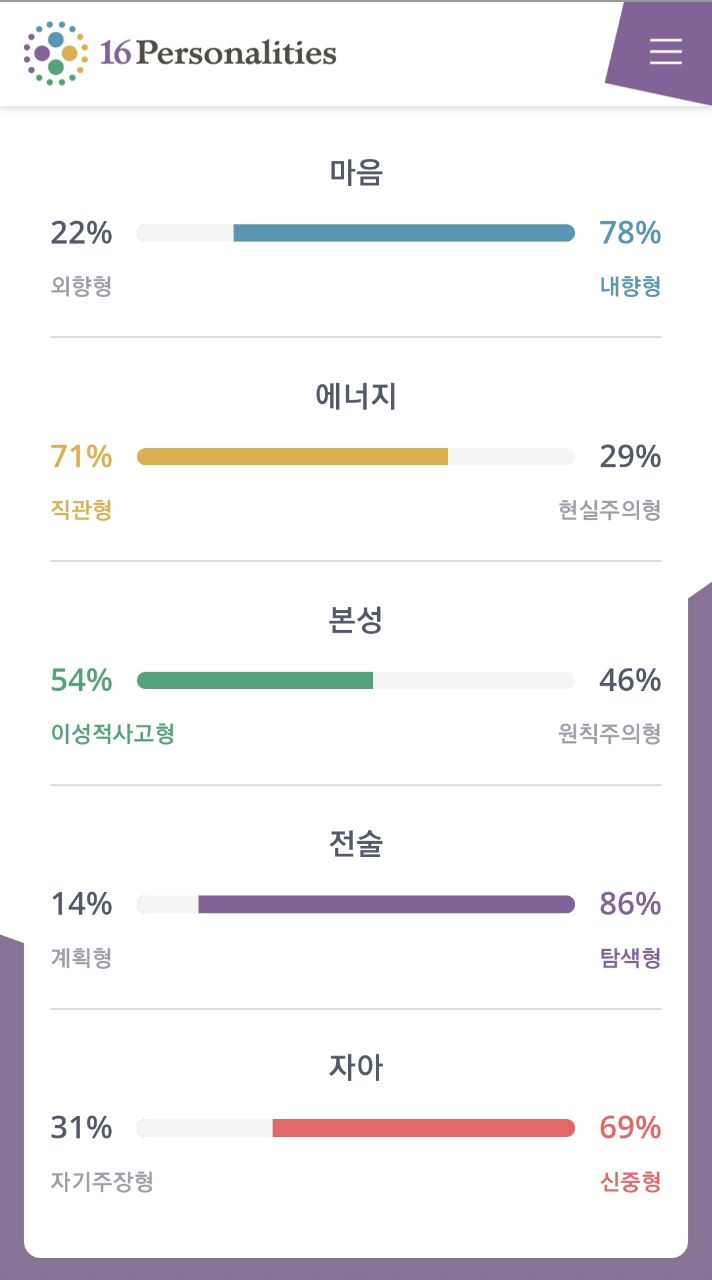 16Personalities
마음
22% 78%
외향형 내향형
에너지
71% 29%
직관형 현실주의형
본성
54% 46%
이성적사고형 원칙주의형
전술
14% 86%
계획형 탐색형
자아
31% 69%
자기주장형 신중형